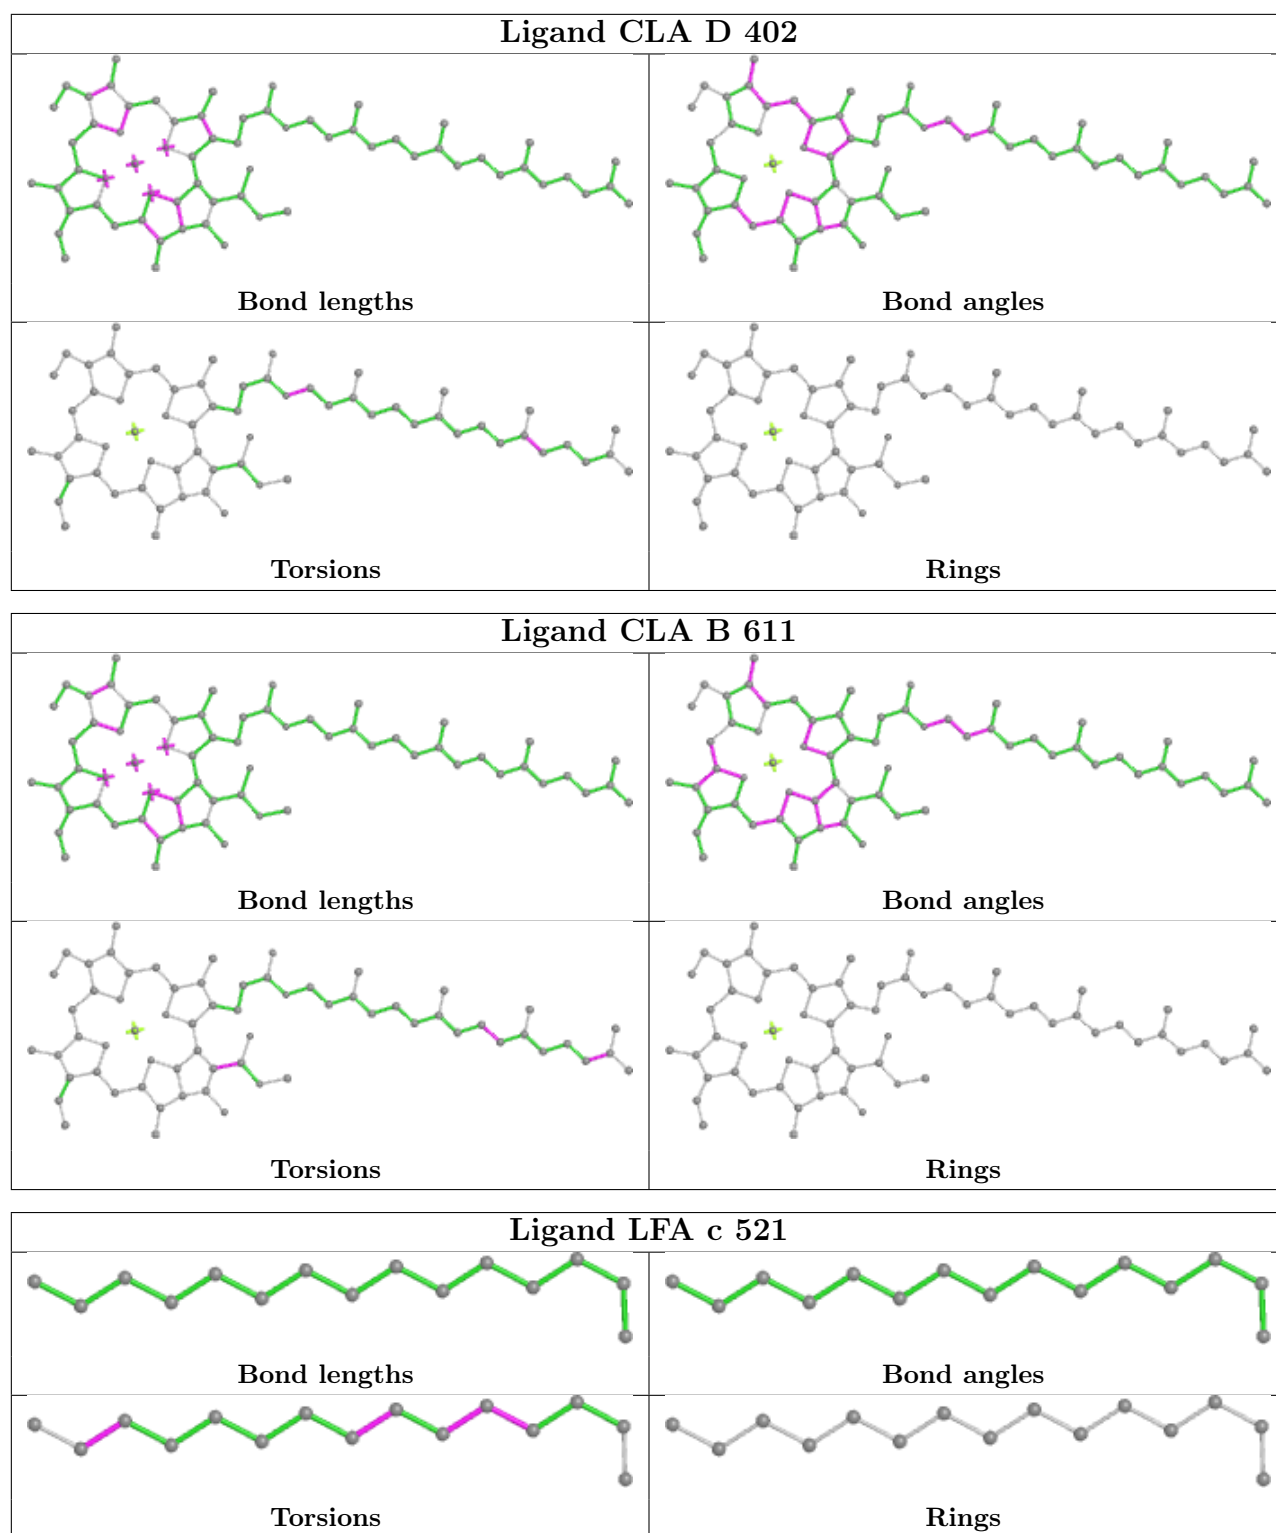 Ligand CLA D 402
Bond lengths
Bond angles
Torsions
Rings
Ligand CLA B 611
Bond lengths
Bond angles
Torsions
Rings
Ligand LFA c 521
Bond lengths
Bond angles
Torsions
Rings